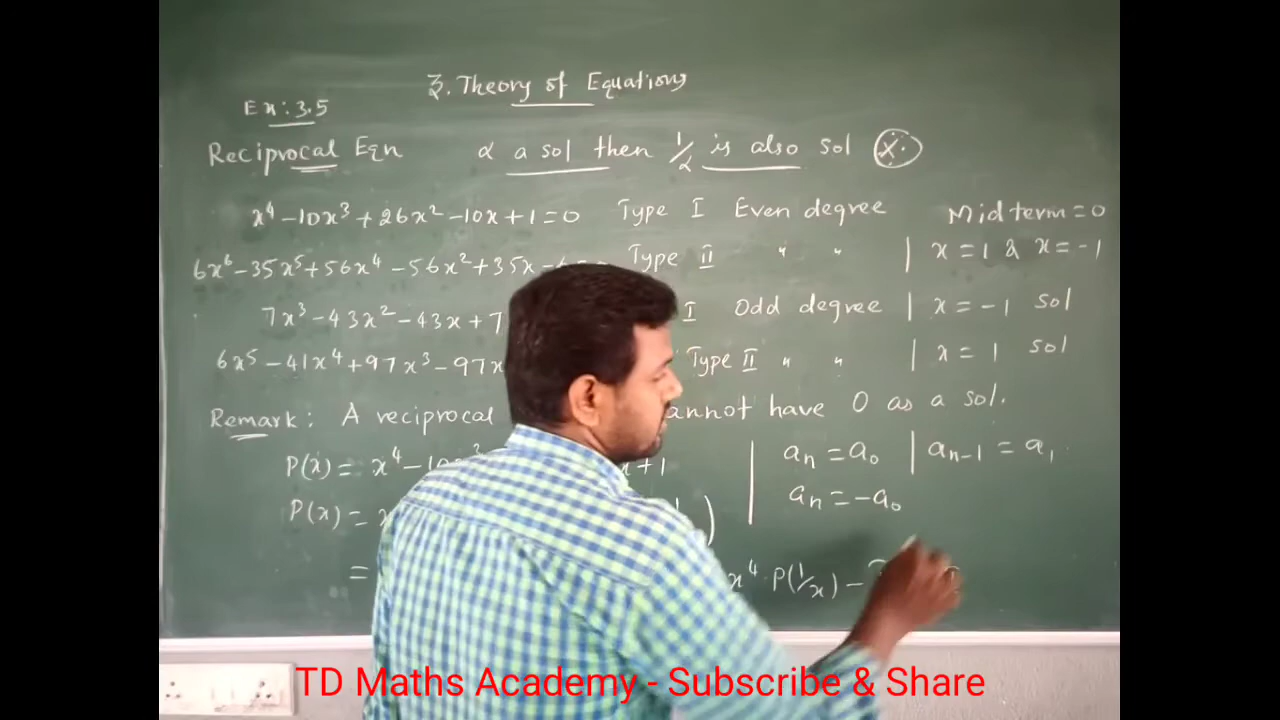 3. Theory of Equations
Ex: 3.5
Reciprocal Eqn α a sol then 1/α is also sol
x⁴ - 10x³ + 26x² - 10x + 1 = 0 Type I Even degree Mid term = 0
6x⁶ - 35x⁵ + 56x⁴ - 56x² + 35x - Type II " " | x = 1 & x = -1
7x³ - 43x² - 43x + 7 I Odd degree | x = -1 sol
6x⁵ - 41x⁴ + 97x³ - 97x Type II " " | x = 1 sol
Remark: A reciprocal cannot have 0 as a sol.
P(x) = x⁴ - x + 1 | aₙ = a₀ | aₙ₋₁ = a₁
P(x) = x ) aₙ = -a₀
= x⁴ · P(1/x) -
TD Maths Academy - Subscribe & Share